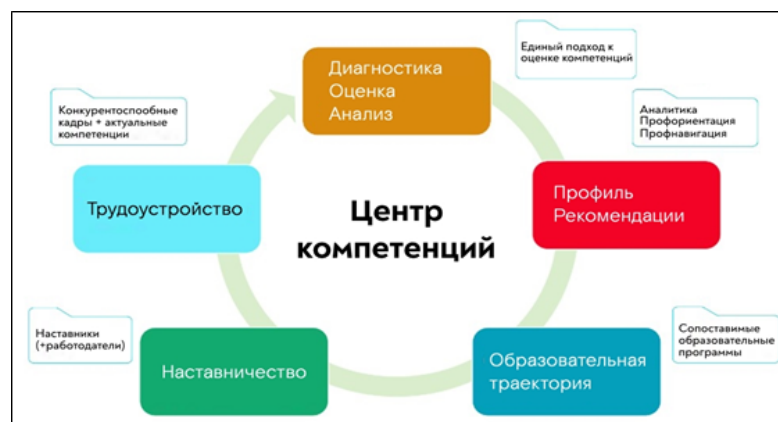 Диагностика
Оценка
Анализ
Единый подход к
оценке компетенций
Аналитика
Профориентация
Профнавигация
Профиль
Рекомендации
Сопоставимые
образовательные
программы
Образовательная
траектория
Наставничество
Наставники
(+работодатели)
Трудоустройство
Конкурентоспообные
кадры + актуальные
компетенции
Центр
компетенций